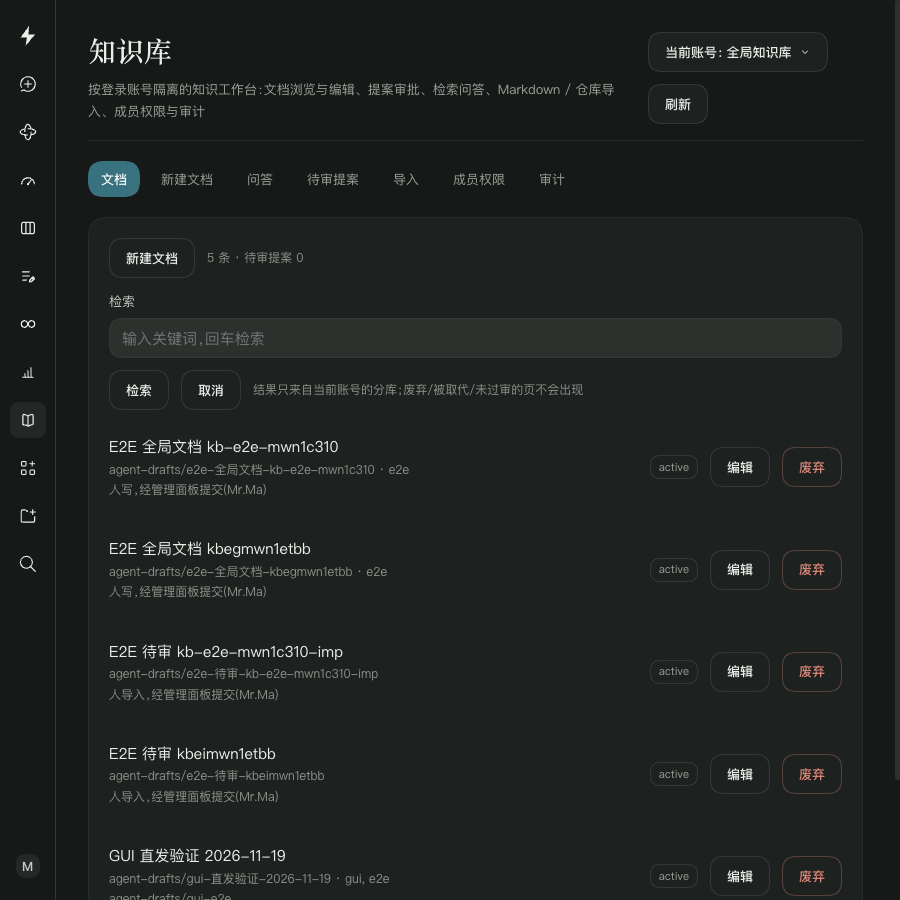 知识库
当前账号: 全局知识库
按登录账号隔离的知识工作台:文档浏览与编辑、提案审批、检索问答、Markdown / 仓库导
入、成员权限与审计
刷新
文档 新建文档 问答 待审提案 导入 成员权限 审计
新建文档 5 条 · 待审提案 0
检索
输入关键词,回车检索
检索 取消 结果只来自当前账号的分库;废弃/被取代/未过审的页不会出现
E2E 全局文档 kb-e2e-mwn1c310
agent-drafts/e2e-全局文档-kb-e2e-mwn1c310 · e2e
人写,经管理面板提交(Mr.Ma)
active 编辑 废弃
E2E 全局文档 kbegmwn1etbb
agent-drafts/e2e-全局文档-kbegmwn1etbb · e2e
人写,经管理面板提交(Mr.Ma)
active 编辑 废弃
E2E 待审 kb-e2e-mwn1c310-imp
agent-drafts/e2e-待审-kb-e2e-mwn1c310-imp
人导入,经管理面板提交(Mr.Ma)
active 编辑 废弃
E2E 待审 kbeimwn1etbb
agent-drafts/e2e-待审-kbeimwn1etbb
人导入,经管理面板提交(Mr.Ma)
active 编辑 废弃
GUI 直发验证 2026-11-19
agent-drafts/gui-直发验证-2026-11-19 · gui, e2e
agent-drafts/gui-e2e
active 编辑 废弃
M